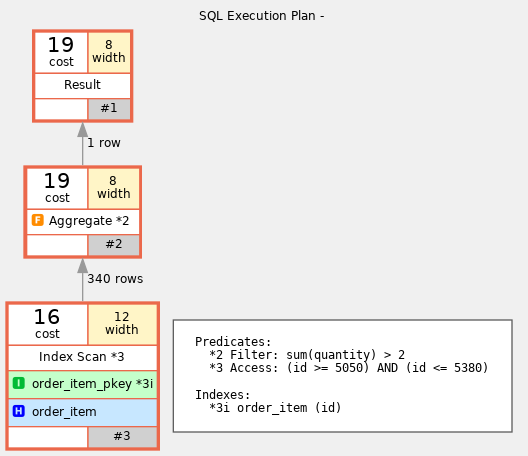 SQL Execution Plan -
19
cost
8
width
Result
#1
1 row
19
cost
8
width
F Aggregate *2
#2
340 rows
16
cost
12
width
Index Scan *3
I order_item_pkey *3i
H order_item
#3
Predicates:
*2 Filter: sum(quantity) > 2
*3 Access: (id >= 5050) AND (id <= 5380)
Indexes:
*3i order_item (id)